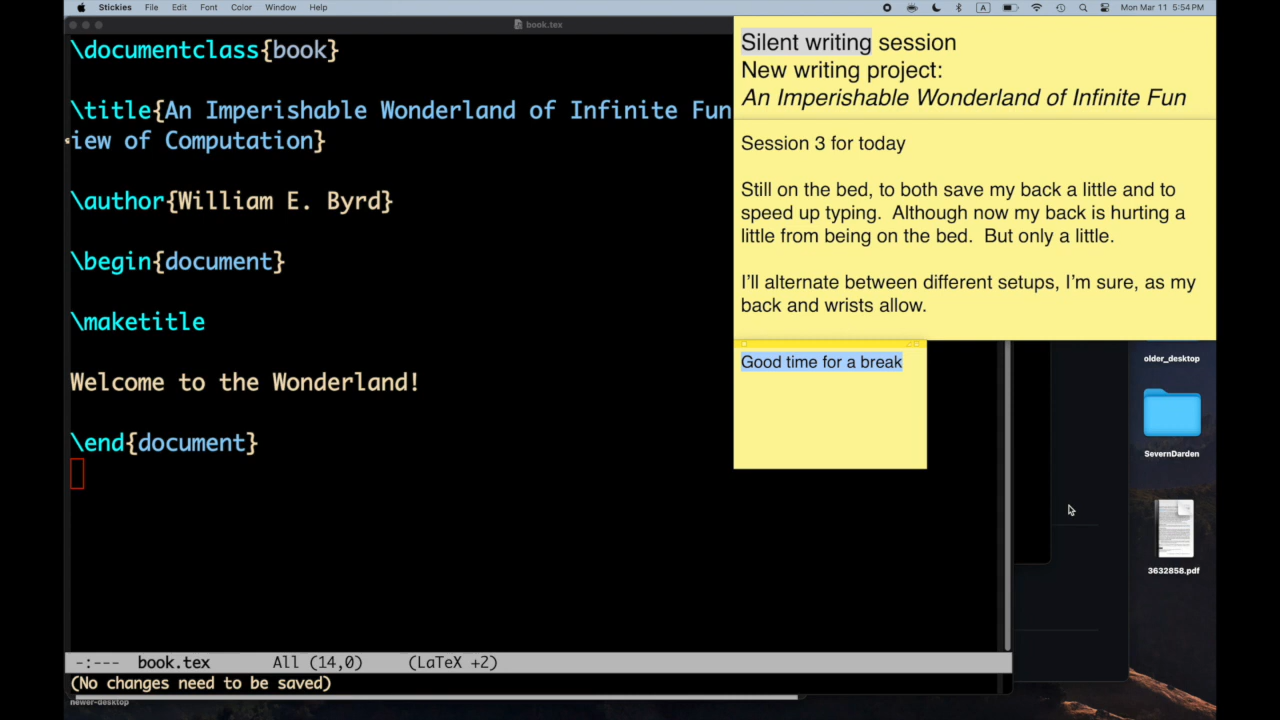 Stickies File Edit Font Color Window Help
A Mon Mar 11 5:54 PM
book.tex
\documentclass{book}
\title{An Imperishable Wonderland of Infinite Fun
iew of Computation}
\author{William E. Byrd}
\begin{document}
\maketitle
Welcome to the Wonderland!
\end{document}
-:--- book.tex All (14,0) (LaTeX +2)
(No changes need to be saved)
newer-desktop
Silent writing session
New writing project:
An Imperishable Wonderland of Infinite Fun
Session 3 for today
Still on the bed, to both save my back a little and to
speed up typing. Although now my back is hurting a
little from being on the bed. But only a little.
I’ll alternate between different setups, I’m sure, as my
back and wrists allow.
Good time for a break
older_desktop
SevernDarden
3632858.pdf